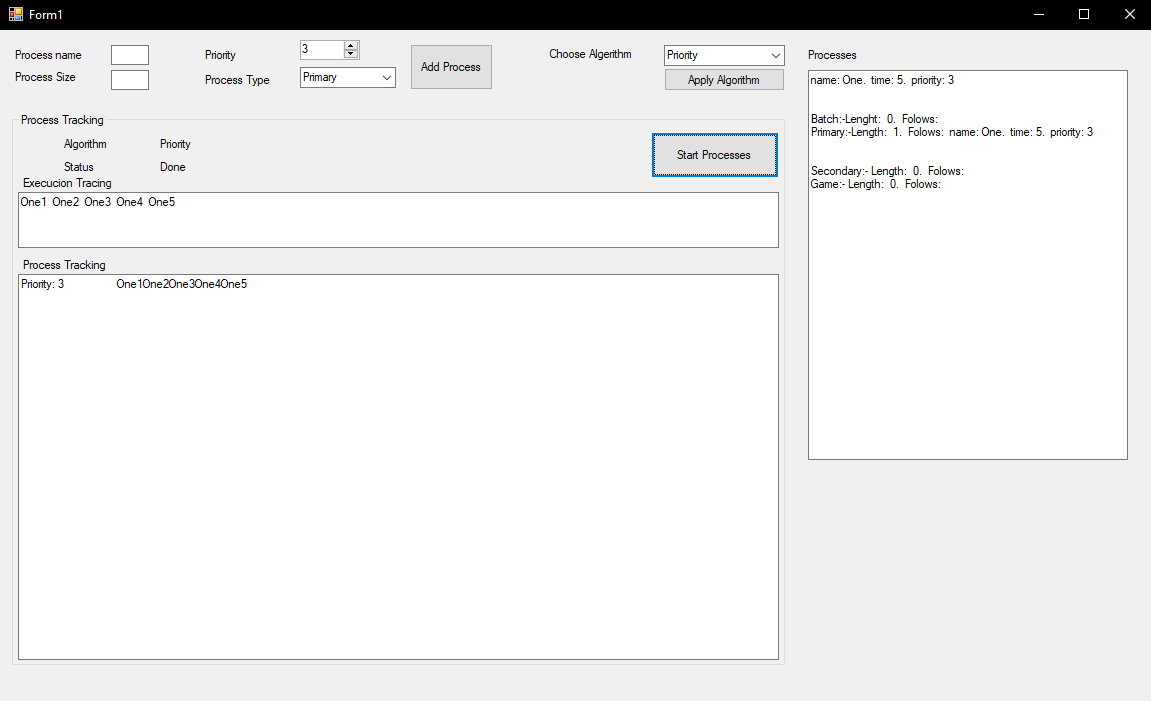 Form1
Process name
Priority
3
Add Process
Choose Algerithm
Priority
Processes
Process Size
Process Type
Primary
Apply Algorithm
name: One. time: 5. priority: 3
Batch:-Lenght: 0. Folows:
Primary:-Length: 1. Folows: name: One. time: 5. priority: 3
Secondary:- Length: 0. Folows:
Game:- Length: 0. Folows:
Process Tracking
Algorithm
Priority
Start Processes
Status
Done
Execucion Tracing
One1 One2 One3 One4 One5
Process Tracking
Priority: 3 One1One2One3One4One5